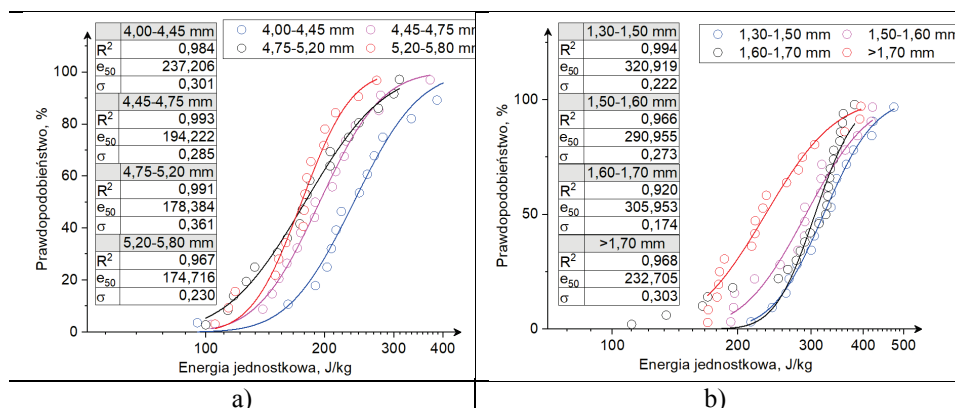 4,00-4,45 mm
R² 0,984
e50 237,206
σ 0,301
4,45-4,75 mm
R² 0,993
e50 194,222
σ 0,285
4,75-5,20 mm
R² 0,991
e50 178,384
σ 0,361
5,20-5,80 mm
R² 0,967
e50 174,716
σ 0,230
4,00-4,45 mm 4,45-4,75 mm
4,75-5,20 mm 5,20-5,80 mm
Prawdopodobieństwo, %
100
80
60
40
20
0
100 200 300 400
Energia jednostkowa, J/kg
a)
1,30-1,50 mm
R² 0,994
e50 320,919
σ 0,222
1,50-1,60 mm
R² 0,966
e50 290,955
σ 0,273
1,60-1,70 mm
R² 0,920
e50 305,953
σ 0,174
>1,70 mm
R² 0,968
e50 232,705
σ 0,303
1,30-1,50 mm 1,50-1,60 mm
1,60-1,70 mm >1,70 mm
Prawdopodobieństwo, %
100
50
0
100 200 300 400 500
Energia jednostkowa, J/kg
b)